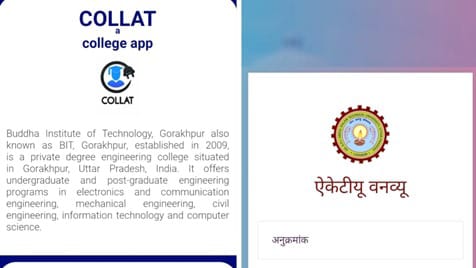 COLLAT
a
college app
COLLAT
Buddha Institute of Technology, Gorakhpur also
known as BIT, Gorakhpur, established in 2009,
is a private degree engineering college situated
in Gorakhpur, Uttar Pradesh, India. It offers
undergraduate and post-graduate engineering
programs in electronics and communication
engineering, mechanical engineering, civil
engineering, information technology and computer
science.
ऐकेटीयू वनव्यू
अनुक्रमांक